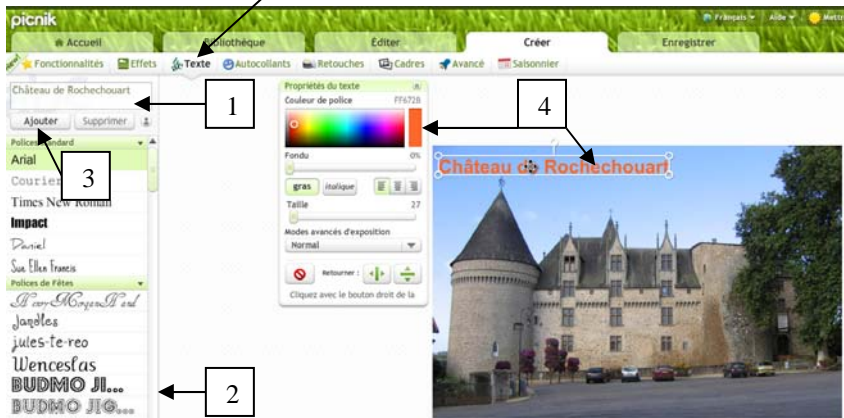 picnik
Français Aide Mettr
Accueil Bibliothèque Éditer Créer Enregistrer
Fonctionnalités Effets Texte Autocollants Retouches Cadres Avancé Saisonnier
Château de Rochechouart
1
Ajouter Supprimer
3
Polices Standard
Arial
Courier
Times New Roman
Impact
Daniel
Sue Ellen Francis
Polices de Fêtes
Jandles
jules-te-reo
Wenceslas
BUDMO JI...
BUDMO JIG...
2
Propriétés du texte
Couleur de police FF6728
4
Fondu 0%
gras italique
Taille 27
Modes avancés d'exposition
Normal
Retourner :
Cliquez avec le bouton droit de la
Château de Rochechouart